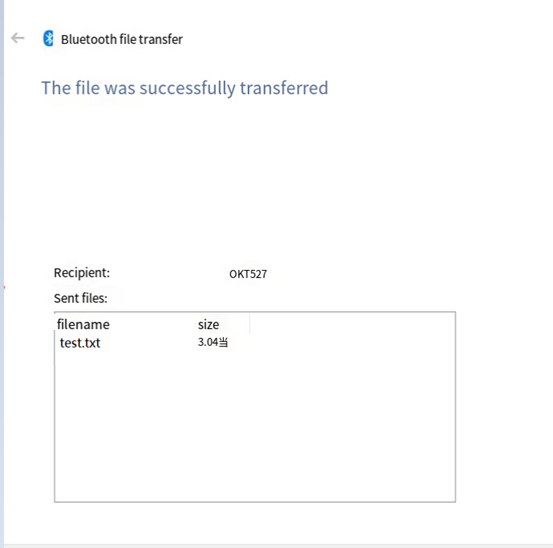 Bluetooth file transfer
The file was successfully transferred
Recipient: OKT527
Sent files:
filename size
test.txt 3.04当